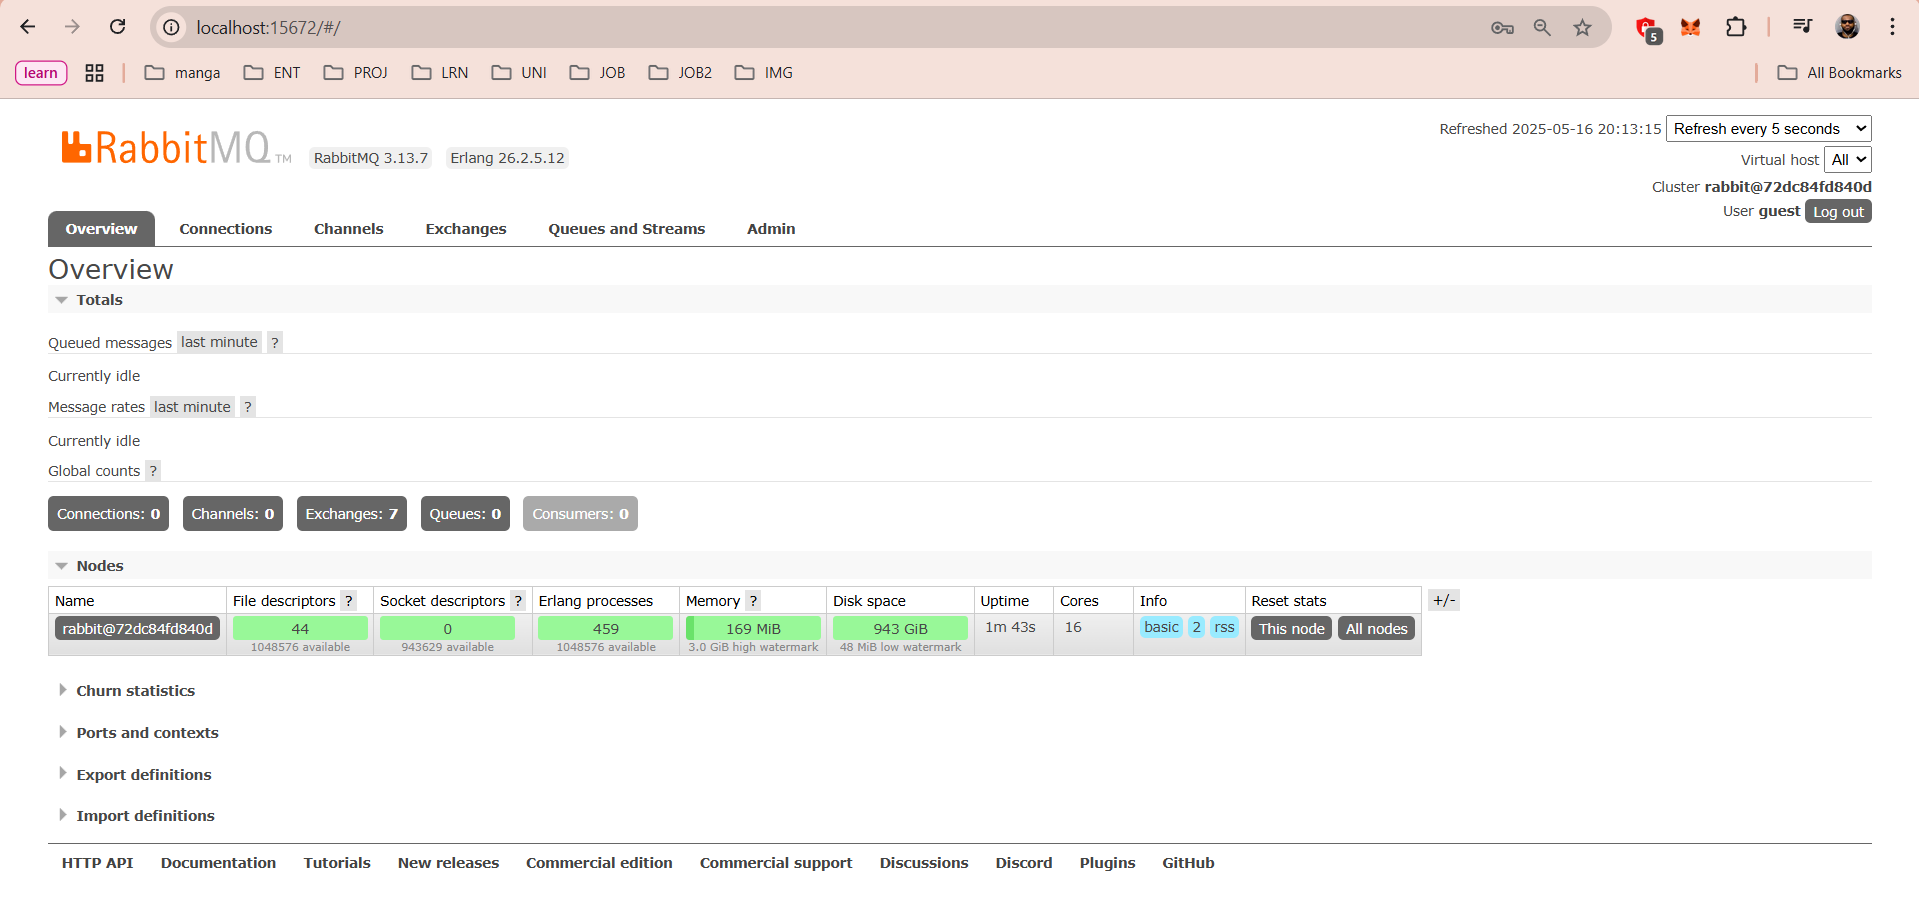 localhost:15672/#/
5
learn
manga ENT PROJ LRN UNI JOB JOB2 IMG All Bookmarks
RabbitMQ TM RabbitMQ 3.13.7 Erlang 26.2.5.12
Refreshed 2025-05-16 20:13:15 Refresh every 5 seconds
Virtual host All
Cluster rabbit@72dc84fd840d
User guest Log out
Overview Connections Channels Exchanges Queues and Streams Admin
Overview
Totals
Queued messages last minute ?
Currently idle
Message rates last minute ?
Currently idle
Global counts ?
Connections: 0 Channels: 0 Exchanges: 7 Queues: 0 Consumers: 0
Nodes
Name File descriptors ? Socket descriptors ? Erlang processes Memory ? Disk space Uptime Cores Info Reset stats +/-
rabbit@72dc84fd840d 44 0 459 169 MiB 943 GiB 1m 43s 16 basic 2 rss This node All nodes
1048576 available 943629 available 1048576 available 3.0 GiB high watermark 48 MiB low watermark
Churn statistics
Ports and contexts
Export definitions
Import definitions
HTTP API Documentation Tutorials New releases Commercial edition Commercial support Discussions Discord Plugins GitHub